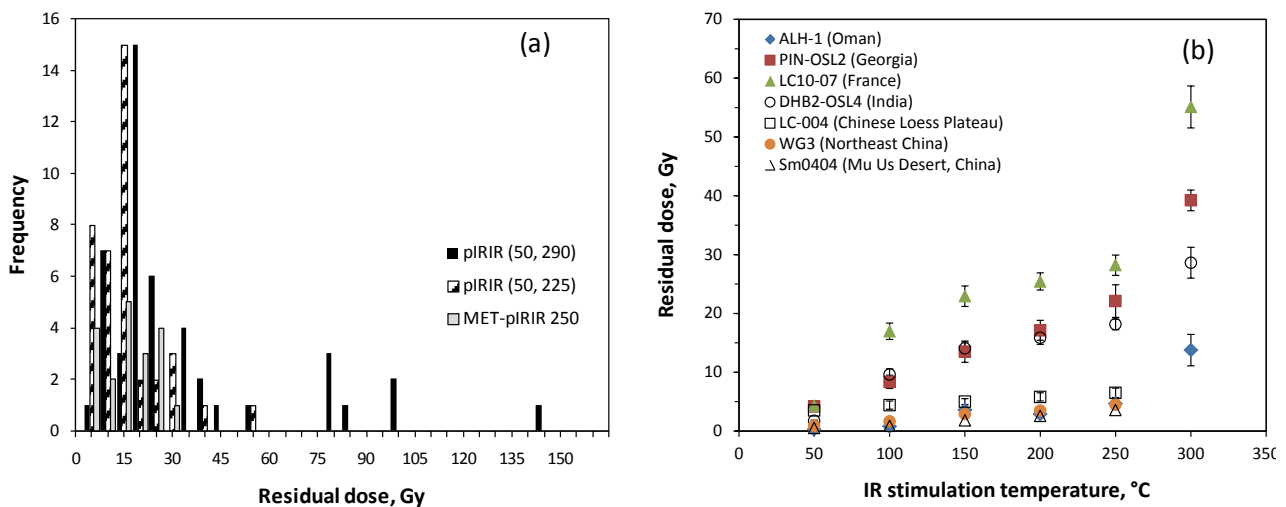 (a)
Frequency
16
14
12
10
8
6
4
2
0
pIRIR (50, 290)
pIRIR (50, 225)
MET-pIRIR 250
0 15 30 45 60 75 90 105 120 135 150
Residual dose, Gy
(b)
Residual dose, Gy
70
60
50
40
30
20
10
0
ALH-1 (Oman)
PIN-OSL2 (Georgia)
LC10-07 (France)
DHB2-OSL4 (India)
LC-004 (Chinese Loess Plateau)
WG3 (Northeast China)
Sm0404 (Mu Us Desert, China)
0 50 100 150 200 250 300 350
IR stimulation temperature, °C